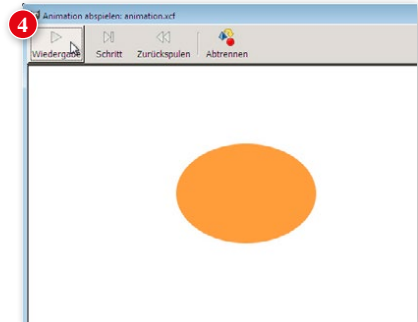 4
Animation abspielen: animation.xcf
Wiedergabe Schritt Zurückspulen Abtrennen